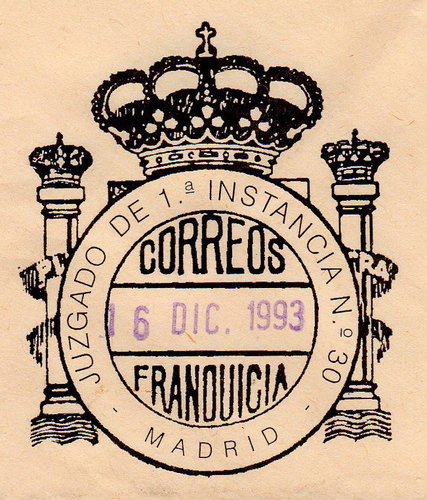 JUZGADO DE 1.ª INSTANCIA N.º 30
CORREOS
16 DIC. 1993
FRANQUICIA
- MADRID -